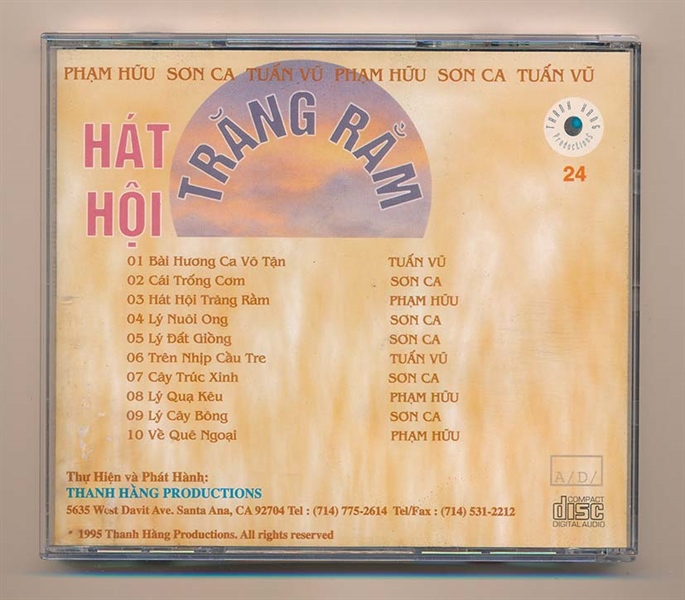 PHẠM HỮU SƠN CA TUẤN VŨ PHẠM HỮU SƠN CA TUẤN VŨ
HÁT HỘI
TRĂNG RẰM
THANH HANG Productions
24
01 Bài Hương Ca Vô Tận TUẤN VŨ
02 Cái Trống Cơm SƠN CA
03 Hát Hội Trăng Rằm PHẠM HỮU
04 Lý Nuôi Ong SƠN CA
05 Lý Đất Giồng SƠN CA
06 Trên Nhịp Cầu Tre TUẤN VŨ
07 Cây Trúc Xinh SƠN CA
08 Lý Quạ Kêu PHẠM HỮU
09 Lý Cây Bông SƠN CA
10 Về Quê Ngoại PHẠM HỮU
Thự Hiện và Phát Hành:
THANH HẰNG PRODUCTIONS
5635 West Davit Ave. Santa Ana, CA 92704 Tel : (714) 775-2614 Tel/Fax : (714) 531-2212
* 1995 Thanh Hằng Productions. All rights reserved
A/D/
COMPACT
disc
DIGITAL AUDIO